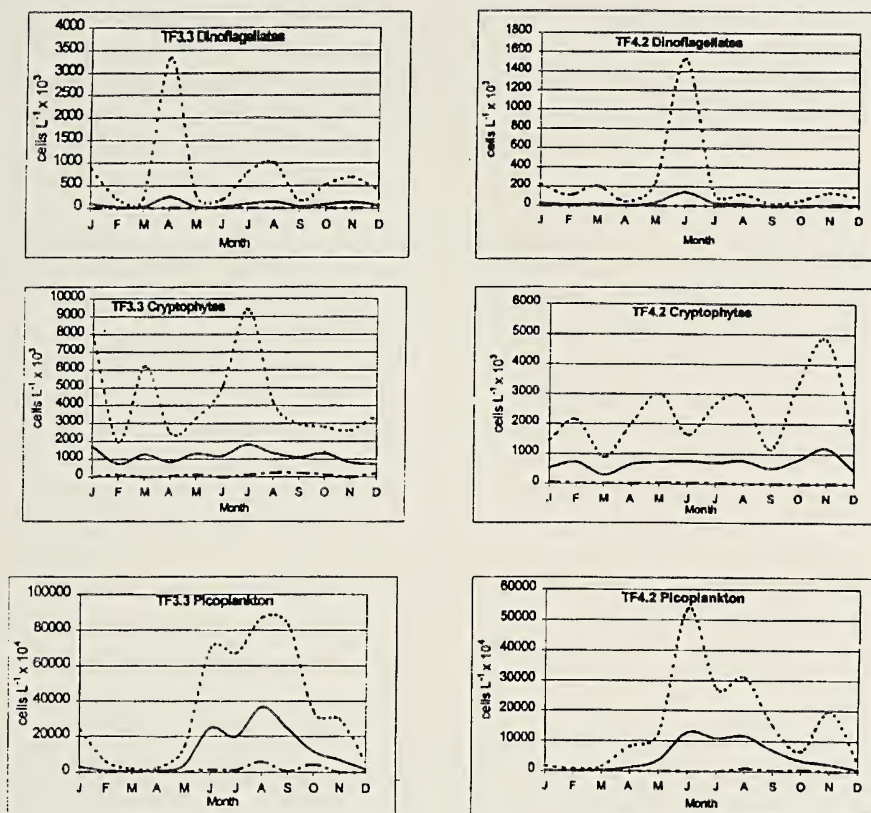 TF3.3 Dinoflagellates
4000
3500
3000
2500
2000
1500
1000
500
0
cells L⁻¹ x 10³
J F M A M J J A S O N D
Month
TF4.2 Dinoflagellates
1800
1600
1400
1200
1000
800
600
400
200
0
cells L⁻¹ x 10³
J F M A M J J A S O N D
Month
TF3.3 Cryptophytes
10000
9000
8000
7000
6000
5000
4000
3000
2000
1000
0
cells L⁻¹ x 10³
J F M A M J J A S O N D
Month
TF4.2 Cryptophytes
6000
5000
4000
3000
2000
1000
0
cells L⁻¹ x 10³
J F M A M J J A S O N D
Month
TF3.3 Picoplankton
100000
80000
60000
40000
20000
0
cells L⁻¹ x 10⁴
J F M A M J J A S O N D
Month
TF4.2 Picoplankton
60000
50000
40000
30000
20000
10000
0
cells L⁻¹ x 10⁴
J F M A M J J A S O N D
Month